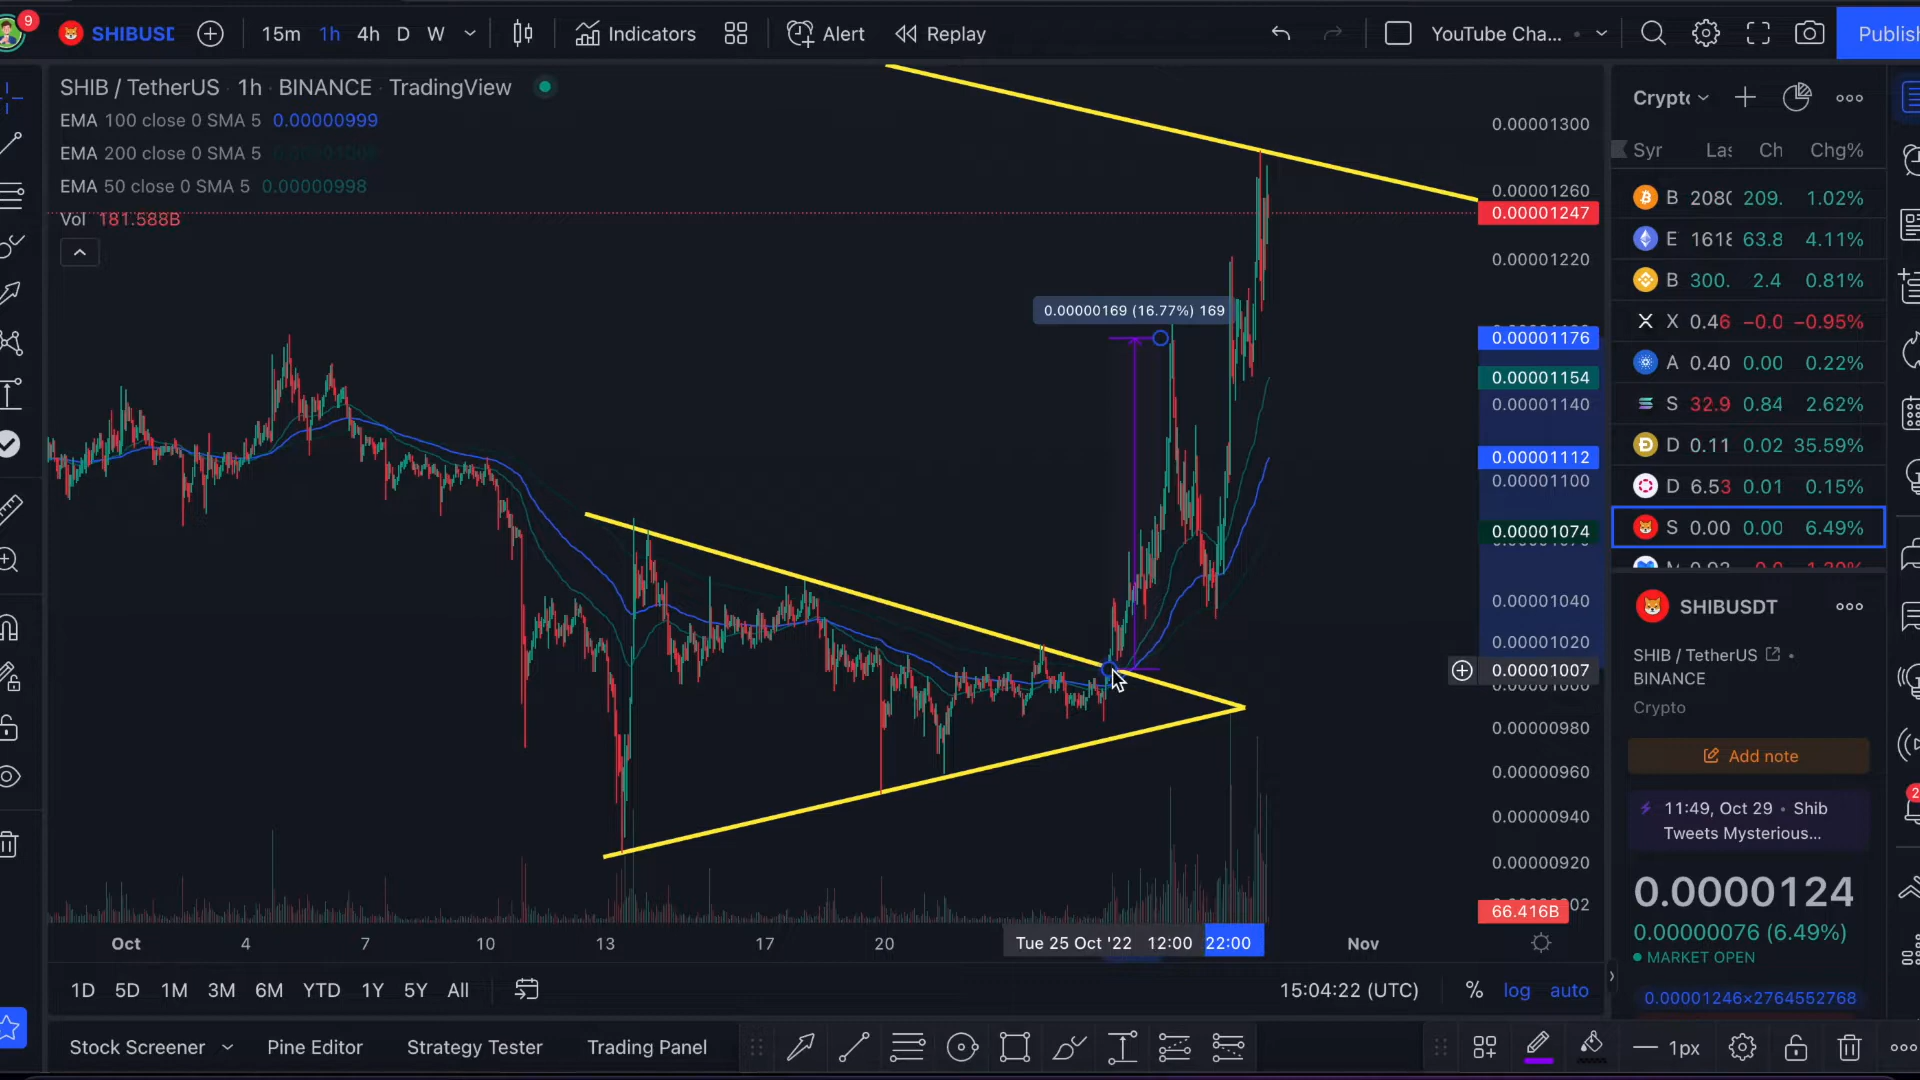 9
SHIBUSD
15m 1h 4h D W
Indicators
Alert
Replay
YouTube Cha...
Publish
SHIB / TetherUS · 1h · BINANCE · TradingView
EMA 100 close 0 SMA 5 0.00000999
EMA 200 close 0 SMA 5
EMA 50 close 0 SMA 5 0.00000998
Vol 181.588B
0.00000169 (16.77%) 169
0.00001300
0.00001260
0.00001247
0.00001220
0.00001176
0.00001154
0.00001140
0.00001112
0.00001100
0.00001074
0.00001040
0.00001020
0.00001007
0.00000980
0.00000960
0.00000940
0.00000920
66.416B
Oct 4 7 10 13 17 20 Tue 25 Oct '22 12:00 22:00 Nov
1D 5D 1M 3M 6M YTD 1Y 5Y All
15:04:22 (UTC) % log auto
Stock Screener Pine Editor Strategy Tester Trading Panel
1px
Crypto
Chg%
B 209. 1.02%
E 63.8 4.11%
B 300. 2.4 0.81%
X 0.46 −0.0 −0.95%
A 0.40 0.00 0.22%
S 32.9 0.84 2.62%
D 0.11 0.02 35.59%
D 6.53 0.01 0.15%
S 0.00 0.00 6.49%
SHIBUSDT
SHIB / TetherUS •
BINANCE
Crypto
Add note
11:49, Oct 29 • Shib
Tweets Mysterious...
0.0000124
0.00000076 (6.49%)
MARKET OPEN
0.00001246×2764552768